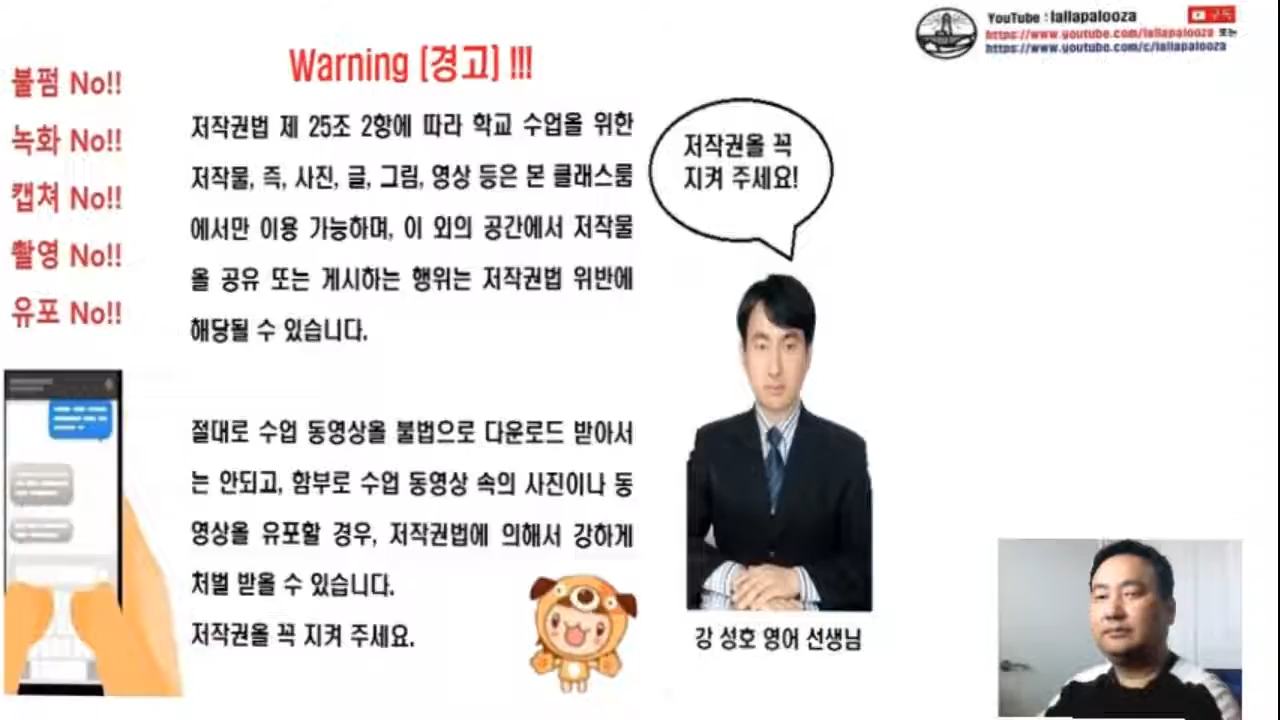 YouTube : lallapalooza
구독
https://www.youtube.com/lallapalooza 또는
https://www.youtube.com/c/lallapalooza
Warning [경고] !!!
불펌 No!!
녹화 No!!
캡쳐 No!!
촬영 No!!
유포 No!!
저작권법 제 25조 2항에 따라 학교 수업을 위한
저작물, 즉, 사진, 글, 그림, 영상 등은 본 클래스룸
에서만 이용 가능하며, 이 외의 공간에서 저작물
을 공유 또는 게시하는 행위는 저작권법 위반에
해당될 수 있습니다.
절대로 수업 동영상을 불법으로 다운로드 받아서
는 안되고, 함부로 수업 동영상 속의 사진이나 동
영상을 유포할 경우, 저작권법에 의해서 강하게
처벌 받을 수 있습니다.
저작권을 꼭 지켜 주세요.
저작권을 꼭
지켜 주세요!
강 성호 영어 선생님